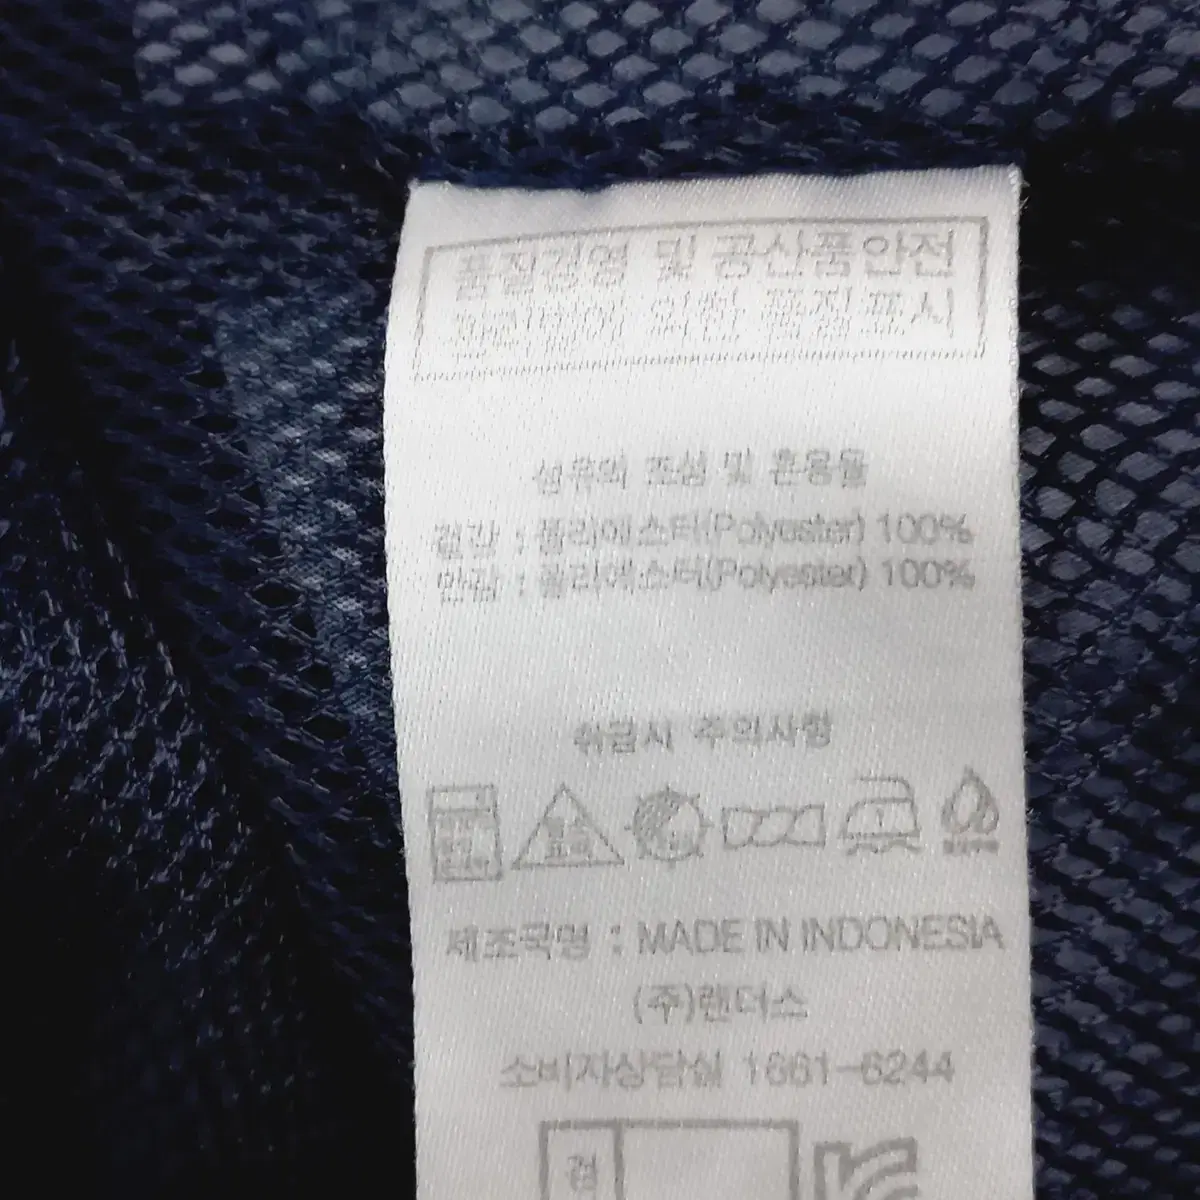 품질경영 및 공산품안전
관리법에 의한 품질표시
섬유의 조성 및 혼용율
겉감 : 폴리에스터(Polyester) 100%
안감 : 폴리에스터(Polyester) 100%
취급시 주의사항
제조국명 : MADE IN INDONESIA
(주)랜더스
소비자상담실 1661-6244
검